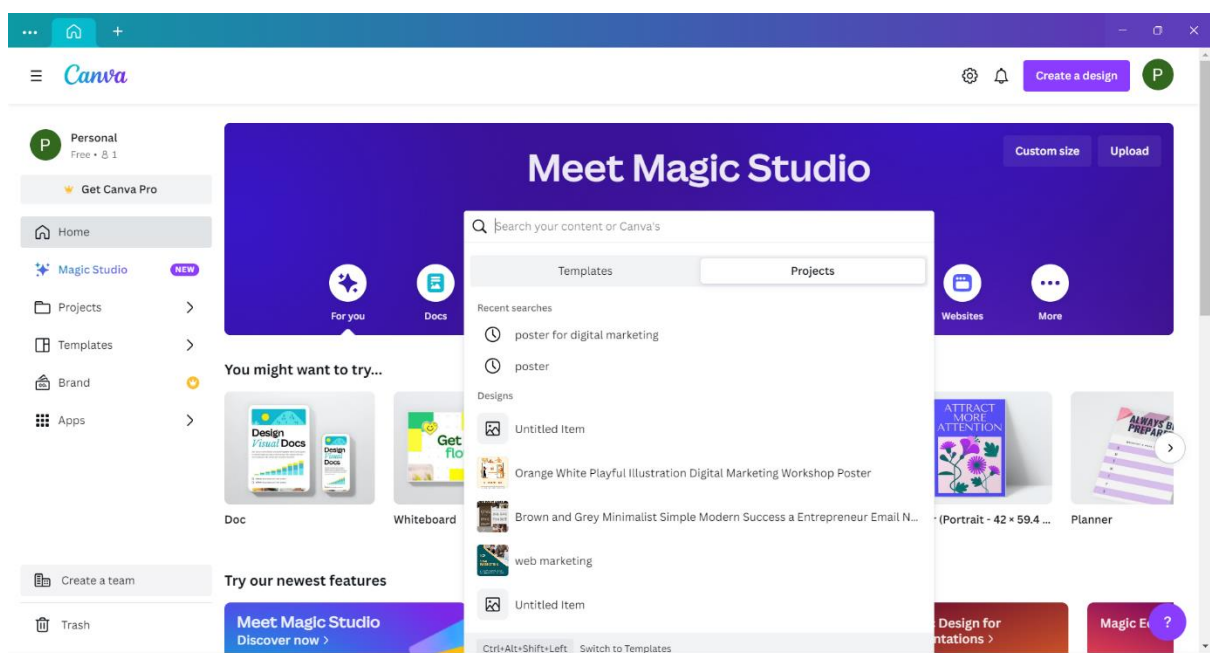 Canva
Create a design
P
P
Personal
Free • 1
Get Canva Pro
Home
Magic Studio
NEW
Projects
Templates
Brand
Apps
Create a team
Trash
Meet Magic Studio
Custom size
Upload
Search your content or Canva's
Templates
Projects
Recent searches
poster for digital marketing
poster
Designs
Untitled Item
Orange White Playful Illustration Digital Marketing Workshop Poster
Brown and Grey Minimalist Simple Modern Success a Entrepreneur Email N...
web marketing
Untitled Item
Ctrl+Alt+Shift+Left Switch to Templates
For you
Docs
Websites
More
You might want to try...
Design
Visual Docs
Design
Visual
Docs
Get
flo
ATTRACT
MORE
ATTENTION
ALWAYS B
PREPAR
Doc
Whiteboard
(Portrait - 42 × 59.4 ...
Planner
Try our newest features
Meet Magic Studio
Discover now >
Design for
ntations >
Magic E
?